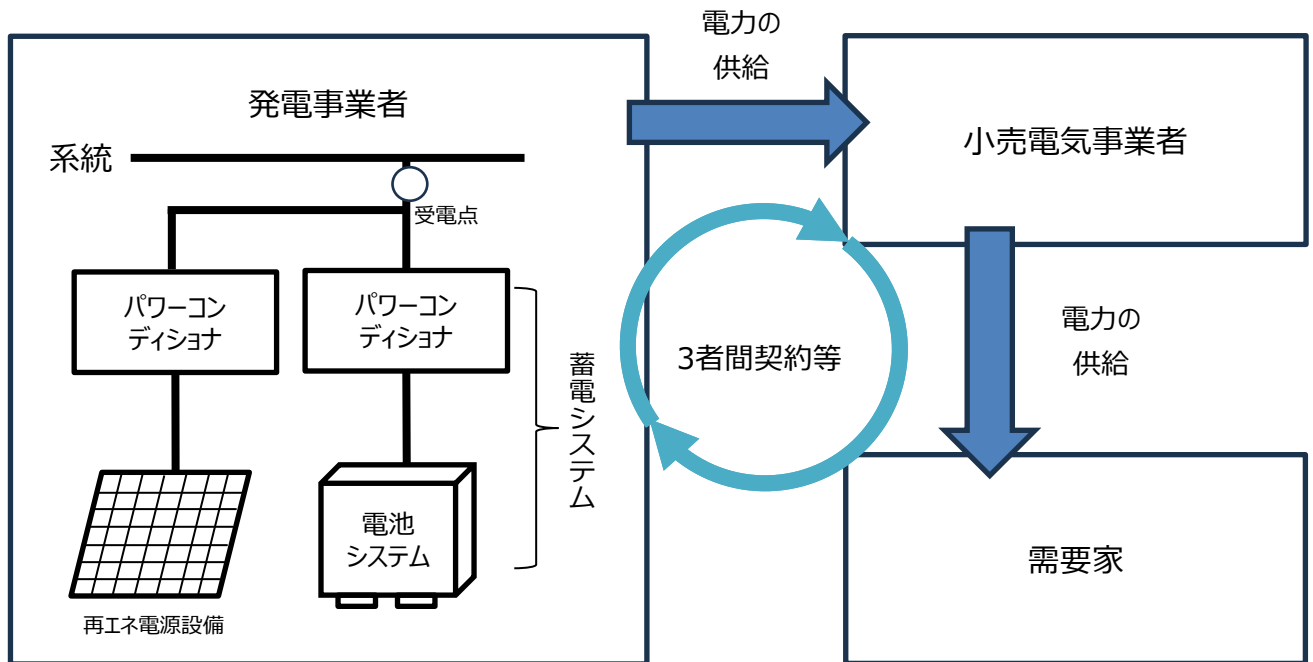 電力の
供給
発電事業者
小売電気事業者
系統
受電点
パワーコン
ディショナ
パワーコン
ディショナ
3者間契約等
電力の
供給
蓄電システム
電池
システム
再エネ電源設備
需要家